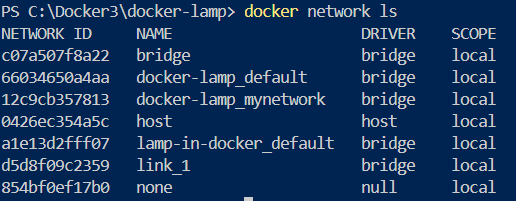 PS C:\Docker3\docker-lamp> docker network ls
NETWORK ID NAME DRIVER SCOPE
c07a507f8a22 bridge bridge local
66034650a4aa docker-lamp_default bridge local
12c9cb357813 docker-lamp_mynetwork bridge local
0426ec354a5c host host local
a1e13d2fff07 lamp-in-docker_default bridge local
d5d8f09c2359 link_1 bridge local
854bf0ef17b0 none null local